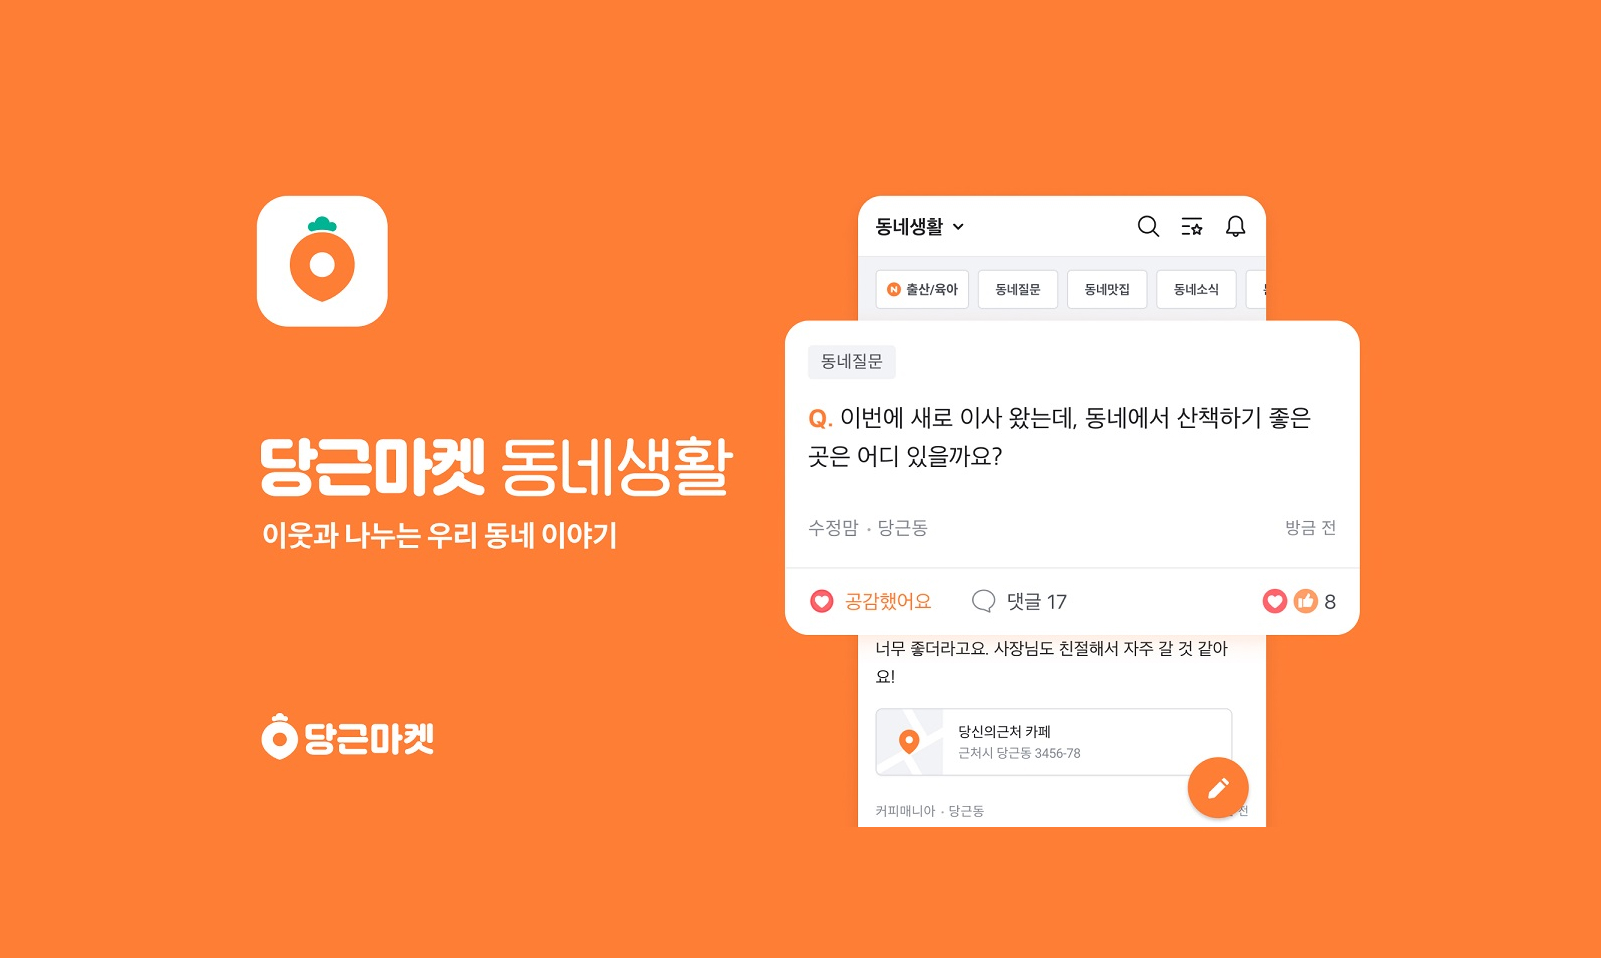 당근마켓 동네생활
이웃과 나누는 우리 동네 이야기
당근마켓
동네생활
N 출산/육아 동네질문 동네맛집 동네소식
동네질문
Q. 이번에 새로 이사 왔는데, 동네에서 산책하기 좋은
곳은 어디 있을까요?
수정맘 · 당근동 방금 전
공감했어요 댓글 17 8
너무 좋더라고요. 사장님도 친절해서 자주 갈 것 같아
요!
당신의근처 카페
근처시 당근동 3456-78
커피매니아 · 당근동 전